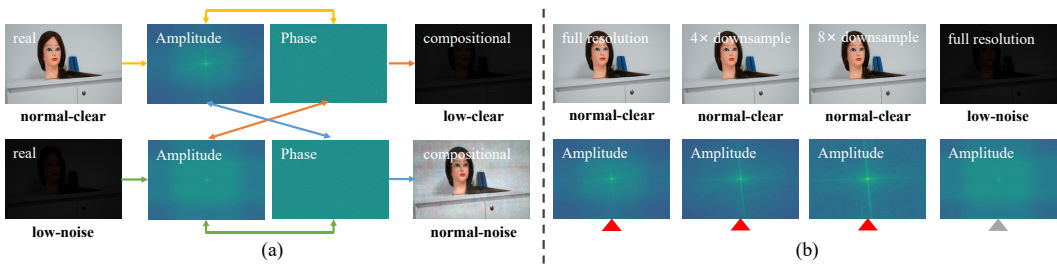 real
Amplitude
Phase
compositional
normal-clear
low-clear
real
Amplitude
Phase
compositional
low-noise
normal-noise
(a)
full resolution
4× downsample
8× downsample
full resolution
normal-clear
normal-clear
normal-clear
low-noise
Amplitude
Amplitude
Amplitude
Amplitude
(b)